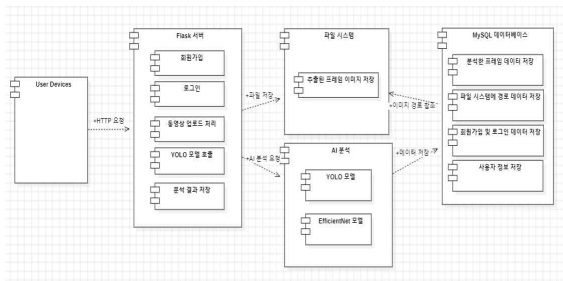 User Devices
+HTTP 요청
Flask 서버
회원가입
로그인
동영상 업로드 처리
YOLO 모델 호출
분석 결과 저장
+파일 저장
+AI 분석 요청
파일 시스템
추출된 프레임 이미지 저장
AI 분석
YOLO 모델
EfficientNet 모델
+이미지 경로 참조
+데이터 저장
MySQL 데이터베이스
분석한 프레임 데이터 저장
파일 시스템에 경로 데이터 저장
회원가입 및 로그인 데이터 저장
사용자 정보 저장